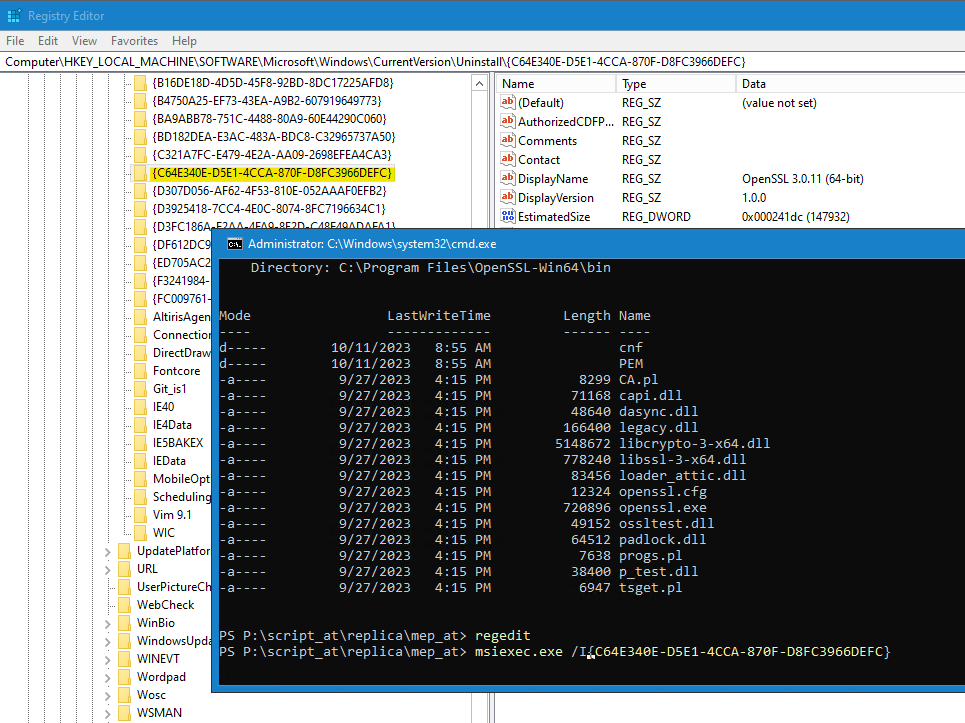 Registry Editor
File Edit View Favorites Help
Computer\HKEY_LOCAL_MACHINE\SOFTWARE\Microsoft\Windows\CurrentVersion\Uninstall\{C64E340E-D5E1-4CCA-870F-D8FC3966DEFC}
{B16DE18D-4D5D-45F8-92BD-8DC17225AFD8}
{B4750A25-EF73-43EA-A9B2-607919649773}
{BA9ABB78-751C-4488-80A9-60E44290C060}
{BD182DEA-E3AC-483A-BDC8-C32965737A50}
{C321A7FC-E479-4E2A-AA09-2698EFEA4CA3}
{C64E340E-D5E1-4CCA-870F-D8FC3966DEFC}
{D307D056-AF62-4F53-810E-052AAAF0EFB2}
{D3925418-7CC4-4E0C-8074-8FC7196634C1}
{DF612DC9
{ED705AC2
{F3241984-
{FC009761-
AltirisAgen
Connection
DirectDraw
Fontcore
Git_is1
IE40
IE4Data
IE5BAKEX
IEData
MobileOpt
Scheduling
Vim 9.1
WIC
UpdatePlatfor
URL
UserPictureCh
WebCheck
WinBio
WindowsUpda
WINEVT
Wordpad
Wosc
WSMAN
Name Type Data
(Default) REG_SZ (value not set)
AuthorizedCDFP... REG_SZ
Comments REG_SZ
Contact REG_SZ
DisplayName REG_SZ OpenSSL 3.0.11 (64-bit)
DisplayVersion REG_SZ 1.0.0
EstimatedSize REG_DWORD 0x000241dc (147932)
Administrator: C:\Windows\system32\cmd.exe
Directory: C:\Program Files\OpenSSL-Win64\bin
Mode LastWriteTime Length Name
---- ------------- ------ ----
d----- 10/11/2023 8:55 AM cnf
d----- 10/11/2023 8:55 AM PEM
-a---- 9/27/2023 4:15 PM 8299 CA.pl
-a---- 9/27/2023 4:15 PM 71168 capi.dll
-a---- 9/27/2023 4:15 PM 48640 dasync.dll
-a---- 9/27/2023 4:15 PM 166400 legacy.dll
-a---- 9/27/2023 4:15 PM 5148672 libcrypto-3-x64.dll
-a---- 9/27/2023 4:15 PM 778240 libssl-3-x64.dll
-a---- 9/27/2023 4:15 PM 83456 loader_attic.dll
-a---- 9/27/2023 4:15 PM 12324 openssl.cfg
-a---- 9/27/2023 4:15 PM 720896 openssl.exe
-a---- 9/27/2023 4:15 PM 49152 ossltest.dll
-a---- 9/27/2023 4:15 PM 64512 padlock.dll
-a---- 9/27/2023 4:15 PM 7638 progs.pl
-a---- 9/27/2023 4:15 PM 38400 p_test.dll
-a---- 9/27/2023 4:15 PM 6947 tsget.pl
PS P:\script_at\replica\mep_at> regedit
PS P:\script_at\replica\mep_at> msiexec.exe /I{C64E340E-D5E1-4CCA-870F-D8FC3966DEFC}